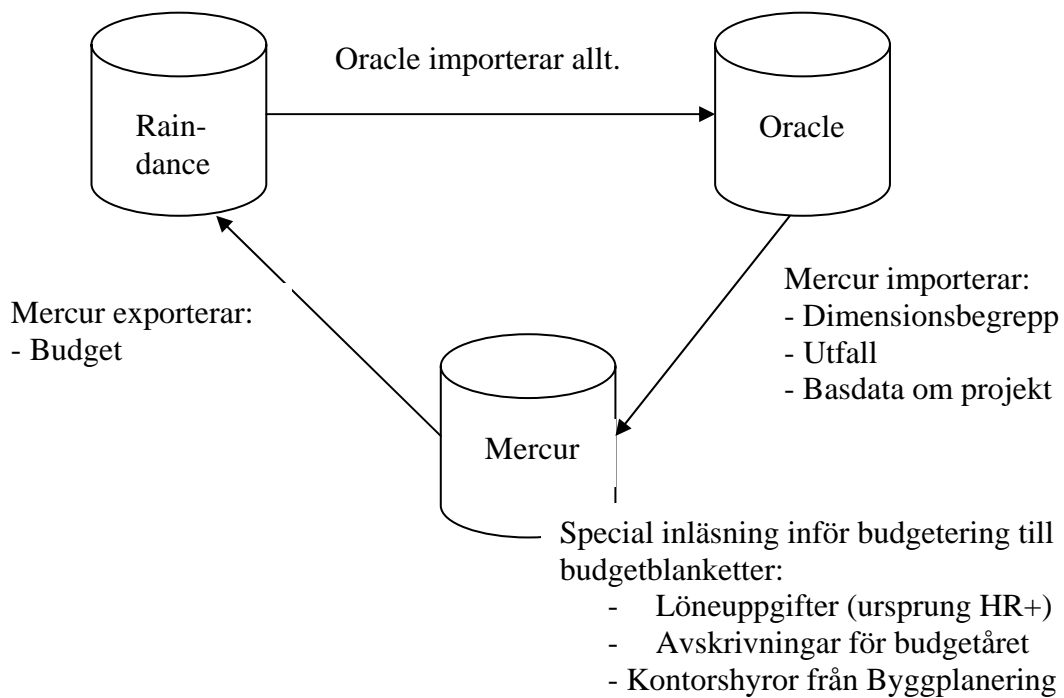 Oracle importerar allt.
Rain-
dance
Oracle
Mercur importerar:
- Dimensionsbegrepp
- Utfall
- Basdata om projekt
Mercur exporterar:
- Budget
Mercur
Special inläsning inför budgetering till
budgetblanketter:
- Löneuppgifter (ursprung HR+)
- Avskrivningar för budgetåret
- Kontorshyror från Byggplanering